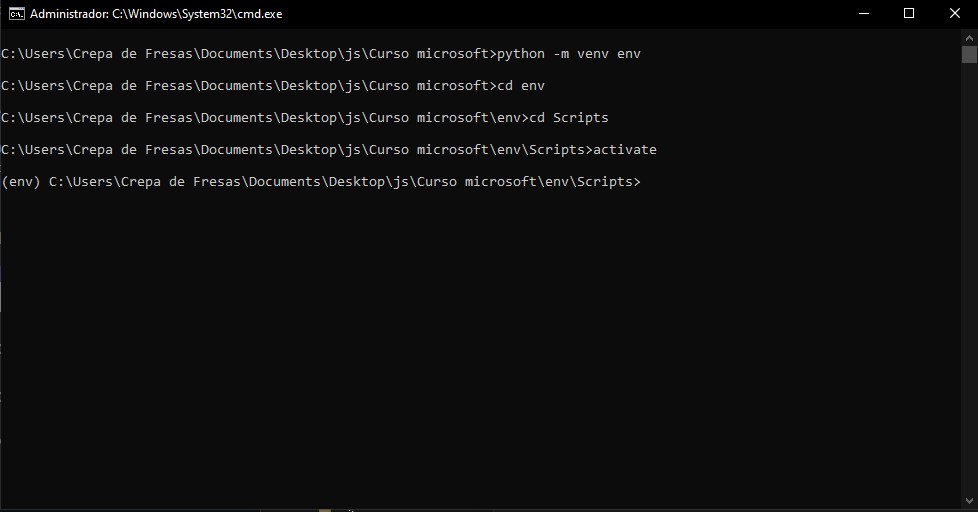 Administrador: C:\Windows\System32\cmd.exe
C:\Users\Crepa de Fresas\Documents\Desktop\js\Curso microsoft>python -m venv env
C:\Users\Crepa de Fresas\Documents\Desktop\js\Curso microsoft>cd env
C:\Users\Crepa de Fresas\Documents\Desktop\js\Curso microsoft\env>cd Scripts
C:\Users\Crepa de Fresas\Documents\Desktop\js\Curso microsoft\env\Scripts>activate
(env) C:\Users\Crepa de Fresas\Documents\Desktop\js\Curso microsoft\env\Scripts>